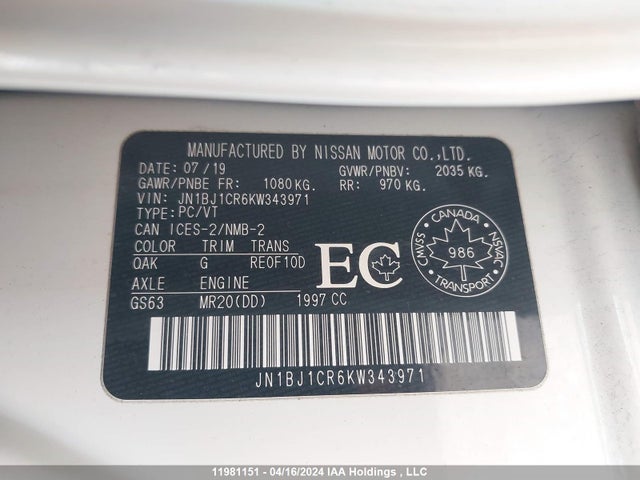 MANUFACTURED BY NISSAN MOTOR CO.,LTD.
DATE: 07/19 GVWR/PNBV: 2035 KG.
GAWR/PNBE FR: 1080 KG. RR: 970 KG.
VIN: JN1BJ1CR6KW343971
TYPE: PC/VT
CAN ICES-2/NMB-2
COLOR TRIM TRANS
QAK G RE0F10D
AXLE ENGINE
GS63 MR20(DD) 1997 CC
EC
CANADA
CMVSS 986 NSVAC
TRANSPORT
JN1BJ1CR6KW343971
11981151 - 04/16/2024 IAA Holdings , LLC